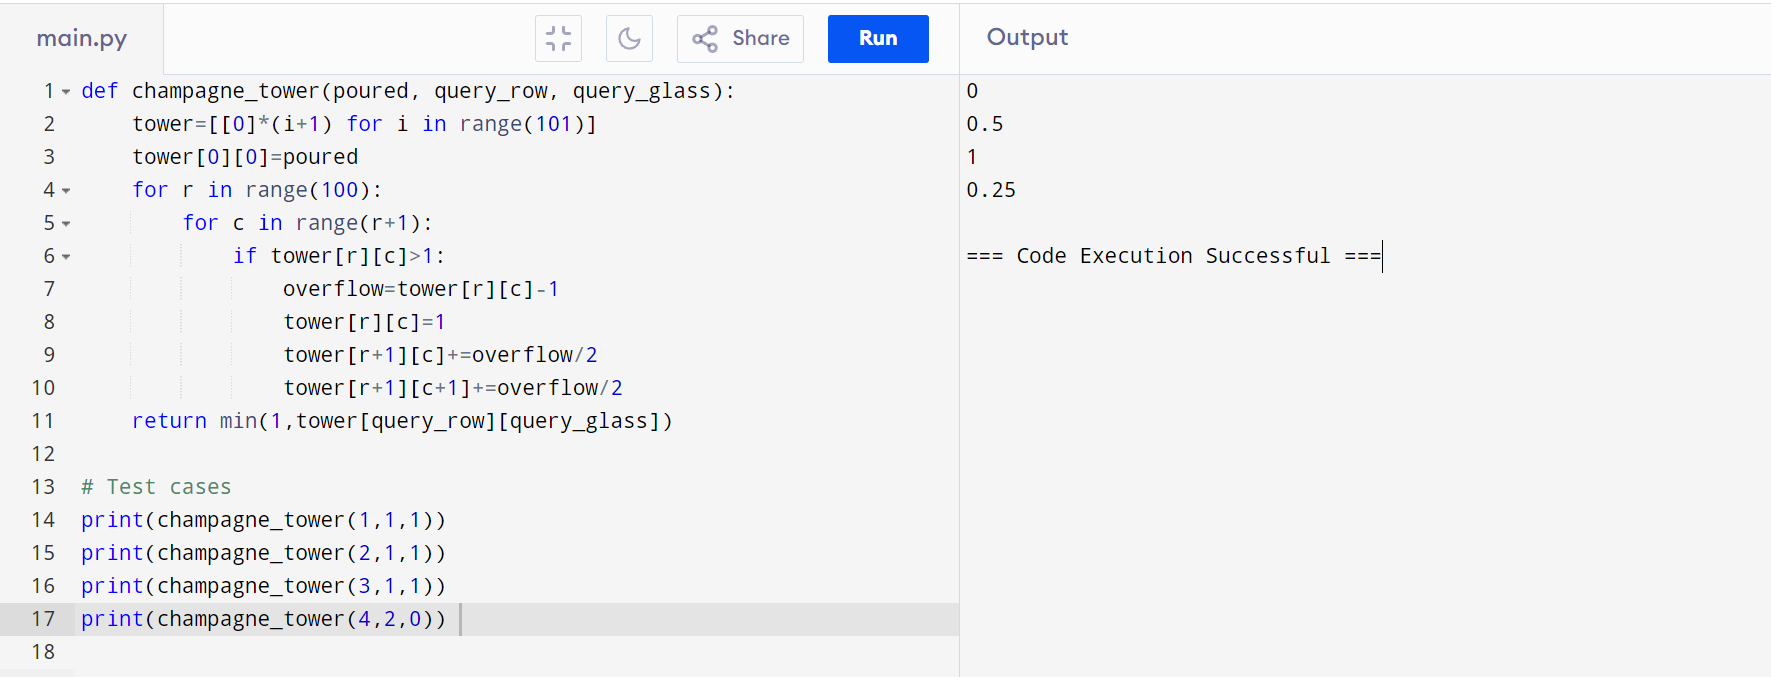 main.py
Share
Run
Output
1 def champagne_tower(poured, query_row, query_glass):
2     tower=[[0]*(i+1) for i in range(101)]
3     tower[0][0]=poured
4     for r in range(100):
5         for c in range(r+1):
6             if tower[r][c]>1:
7                 overflow=tower[r][c]-1
8                 tower[r][c]=1
9                 tower[r+1][c]+=overflow/2
10                 tower[r+1][c+1]+=overflow/2
11     return min(1,tower[query_row][query_glass])
12
13 # Test cases
14 print(champagne_tower(1,1,1))
15 print(champagne_tower(2,1,1))
16 print(champagne_tower(3,1,1))
17 print(champagne_tower(4,2,0))
18
0
0.5
1
0.25
=== Code Execution Successful ===